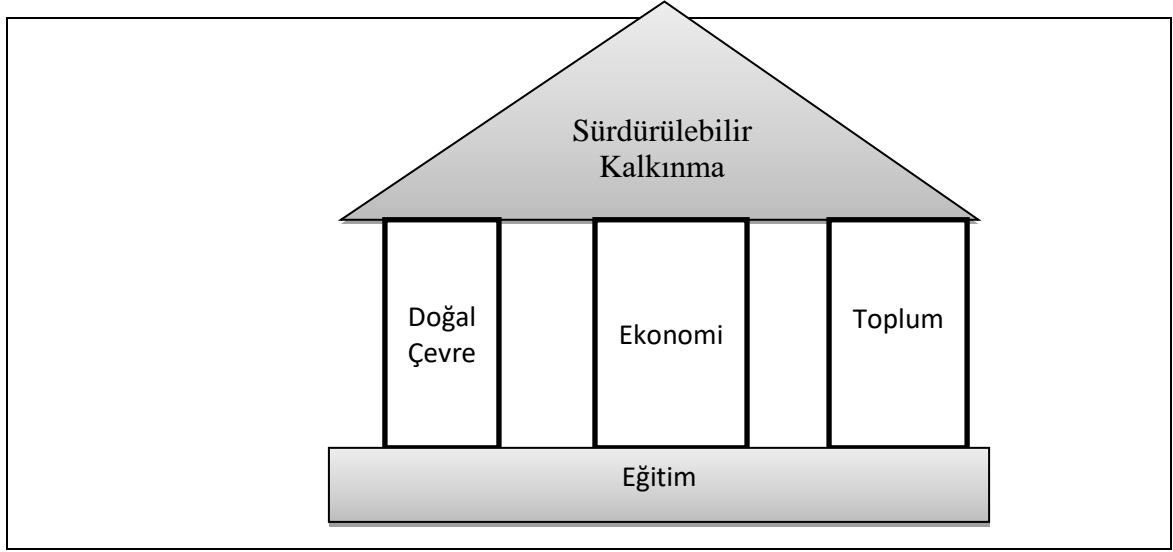 Sürdürülebilir
Kalkınma
Doğal
Çevre
Ekonomi
Toplum
Eğitim